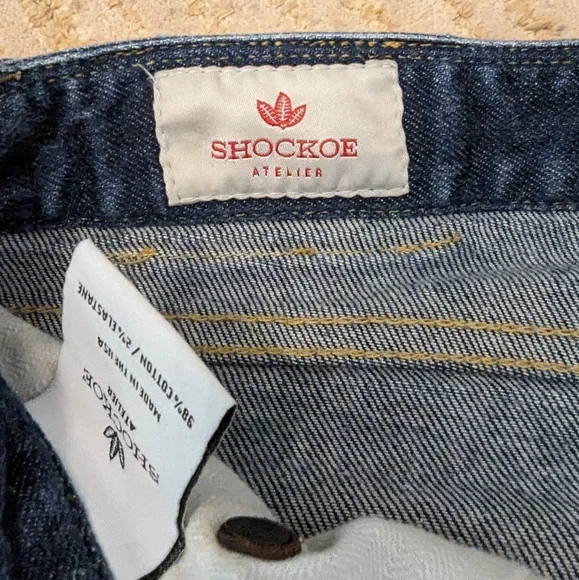 SHOCKOE
ATELIER
SHOCKOE
ATELIER
MADE IN THE USA
98% COTTON / 2% ELASTANE